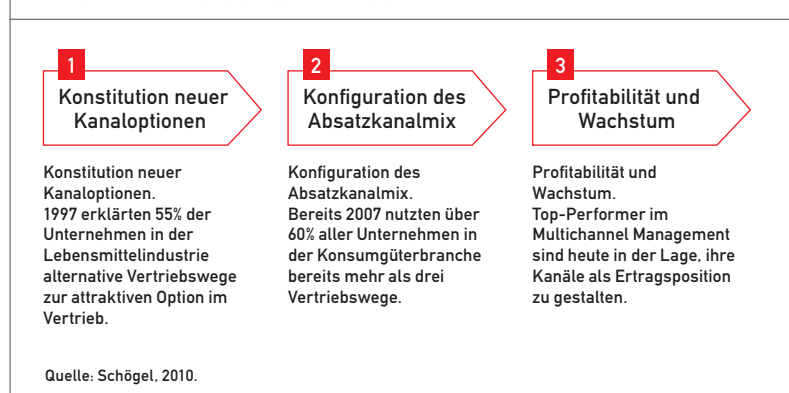 1
Konstitution neuer
Kanaloptionen
Konstitution neuer
Kanaloptionen.
1997 erklärten 55% der
Unternehmen in der
Lebensmittelindustrie
alternative Vertriebswege
zur attraktiven Option im
Vertrieb.
2
Konfiguration des
Absatzkanalmix
Konfiguration des
Absatzkanalmix.
Bereits 2007 nutzten über
60% aller Unternehmen in
der Konsumgüterbranche
bereits mehr als drei
Vertriebswege.
3
Profitabilität und
Wachstum
Profitabilität und
Wachstum.
Top-Performer im
Multichannel Management
sind heute in der Lage, ihre
Kanäle als Ertragsposition
zu gestalten.
Quelle: Schögel, 2010.